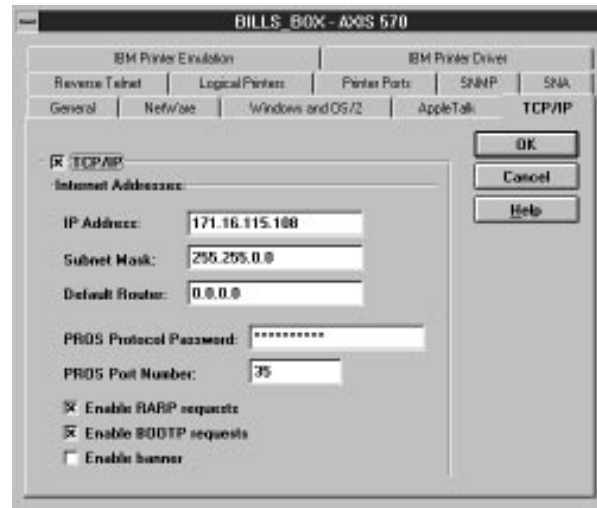 BILLS_BOX - AXIS 570
IBM Printer Emulation IBM Printer Driver
Reverse Telnet Logical Printers Printer Ports SNMP SNA
General NetWare Windows and OS/2 AppleTalk TCP/IP
OK
TCP/IP
Cancel
Internet Addresses:
Help
IP Address: 171.16.115.108
Subnet Mask: 255.255.0.0
Default Router: 0.0.0.0
PROS Protocol Password: **********
PROS Port Number: 35
Enable RARP requests
Enable BOOTP requests
Enable banner